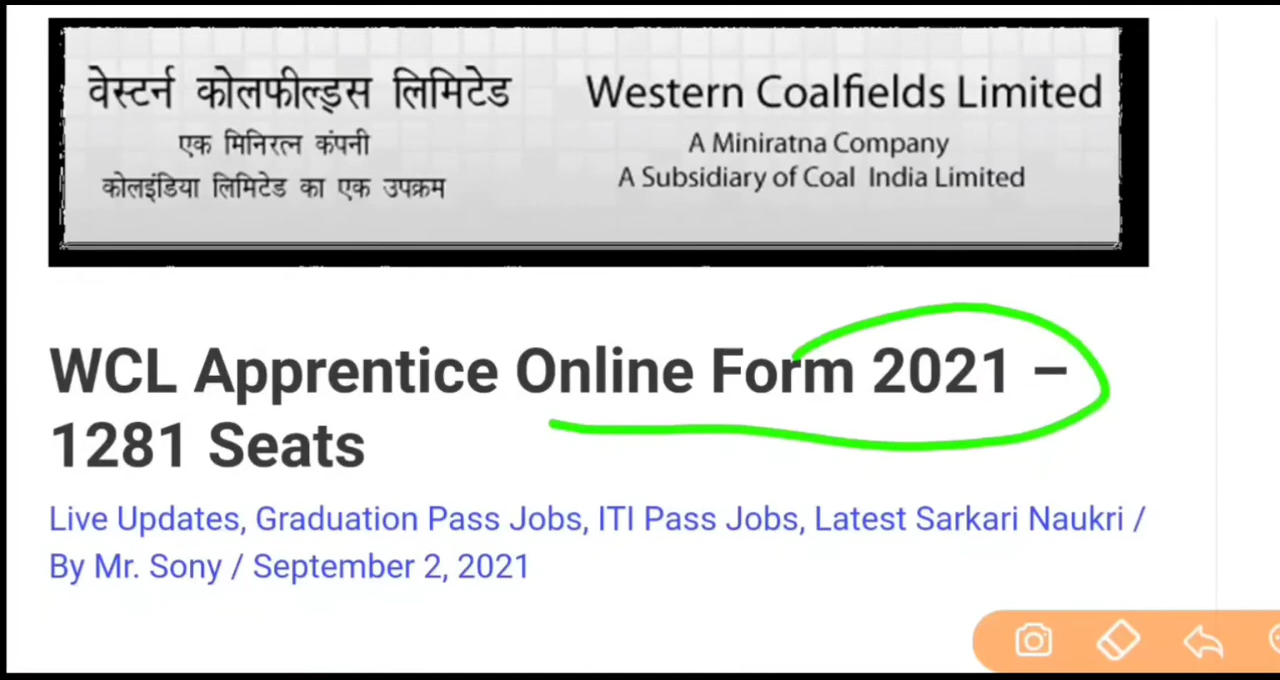 वेस्टर्न कोलफील्ड्स लिमिटेड
एक मिनिरत्न कंपनी
कोलइंडिया लिमिटेड का एक उपक्रम
Western Coalfields Limited
A Miniratna Company
A Subsidiary of Coal India Limited
WCL Apprentice Online Form 2021 –
1281 Seats
Live Updates, Graduation Pass Jobs, ITI Pass Jobs, Latest Sarkari Naukri /
By Mr. Sony / September 2, 2021